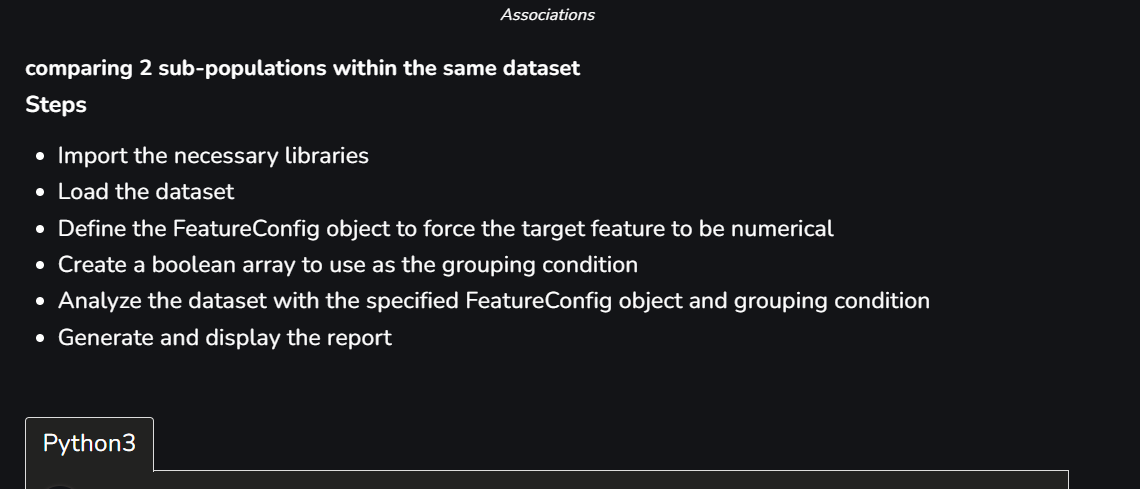 Associations
comparing 2 sub-populations within the same dataset
Steps
Import the necessary libraries
Load the dataset
Define the FeatureConfig object to force the target feature to be numerical
Create a boolean array to use as the grouping condition
Analyze the dataset with the specified FeatureConfig object and grouping condition
Generate and display the report
Python3